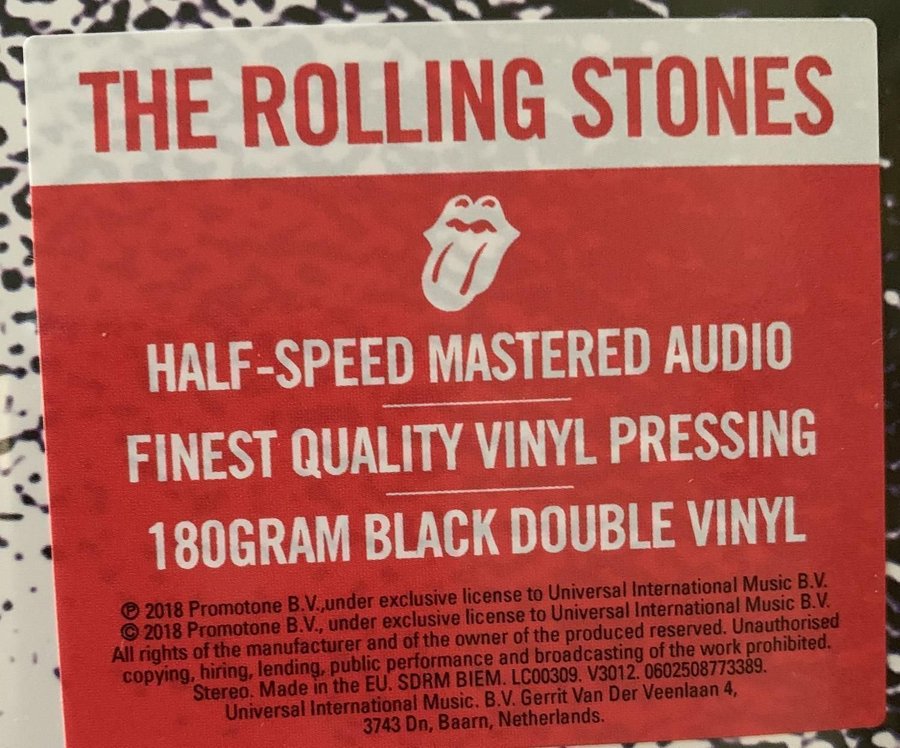 THE ROLLING STONES
HALF-SPEED MASTERED AUDIO
FINEST QUALITY VINYL PRESSING
180GRAM BLACK DOUBLE VINYL
℗ 2018 Promotone B.V.,under exclusive license to Universal International Music B.V.
© 2018 Promotone B.V., under exclusive license to Universal International Music B.V.
All rights of the manufacturer and of the owner of the produced reserved. Unauthorised
copying, hiring, lending, public performance and broadcasting of the work prohibited.
Stereo. Made in the EU. SDRM BIEM. LC00309. V3012. 0602508773389.
Universal International Music. B.V. Gerrit Van Der Veenlaan 4,
3743 Dn, Baarn, Netherlands.